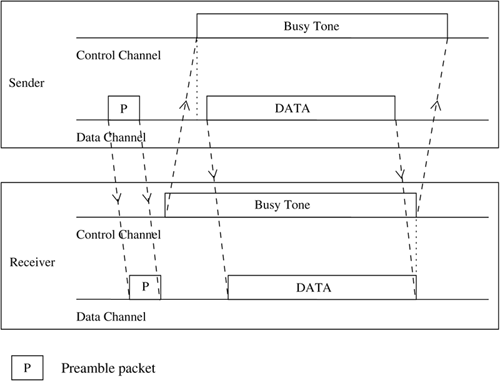 Busy Tone
Control Channel
Sender
P
DATA
Data Channel
Busy Tone
Control Channel
Receiver
P
DATA
Data Channel
P Preamble packet